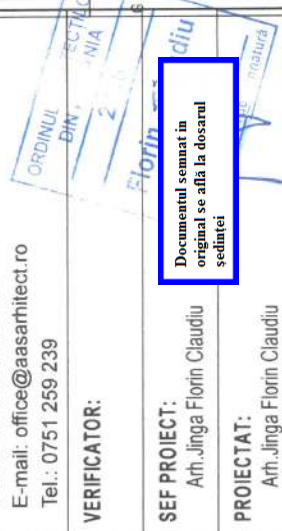 E-mail: office@aasarhitect.ro
Tel.: 0751 259 239
VERIFICATOR:
SEF PROIECT:
Arh.Jinga Florin Claudiu
PROIECTAT:
Arh.Jinga Florin Claudiu
ORDINUL
DIN
Florin
Documentul semnat in
original se află la dosarul
ședinței